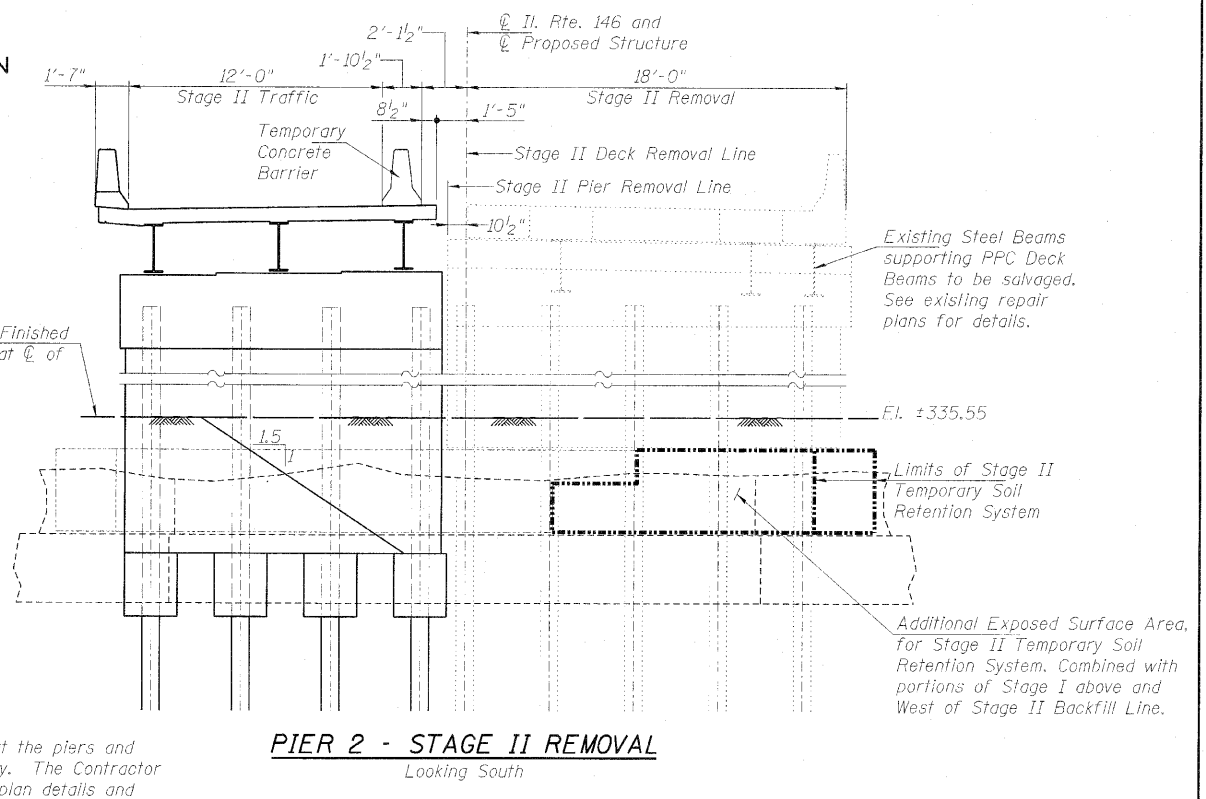 N
℄ Il. Rte. 146 and
℄ Proposed Structure
2'-1½"
1'-10½"
1'-7"
12'-0"
Stage II Traffic
18'-0"
Stage II Removal
8½"
1'-5"
Temporary
Concrete
Barrier
Stage II Deck Removal Line
Stage II Pier Removal Line
10½"
Existing Steel Beams
supporting PPC Deck
Beams to be salvaged.
See existing repair
plans for details.
Finished
at ℄ of
El. ±335.55
1.5
1
Limits of Stage II
Temporary Soil
Retention System
Additional Exposed Surface Area,
for Stage II Temporary Soil
Retention System. Combined with
portions of Stage I above and
West of Stage II Backfill Line.
PIER 2 - STAGE II REMOVAL
Looking South
the piers and
The Contractor
plan details and